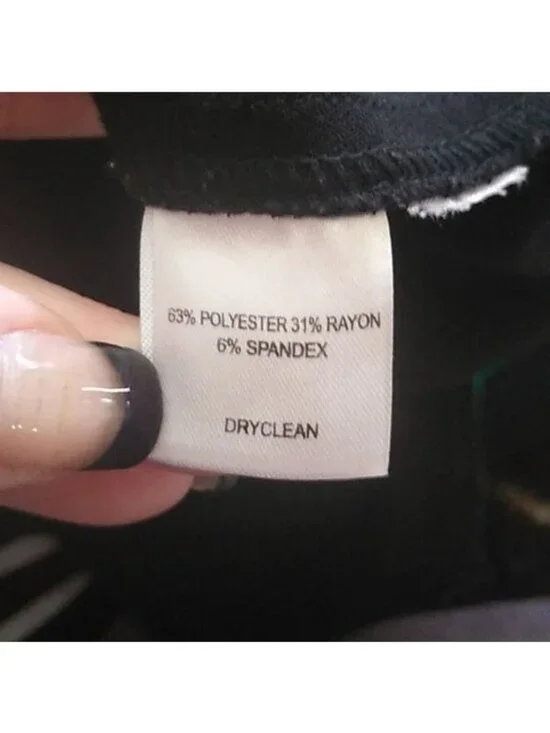 63% POLYESTER 31% RAYON
6% SPANDEX
DRYCLEAN